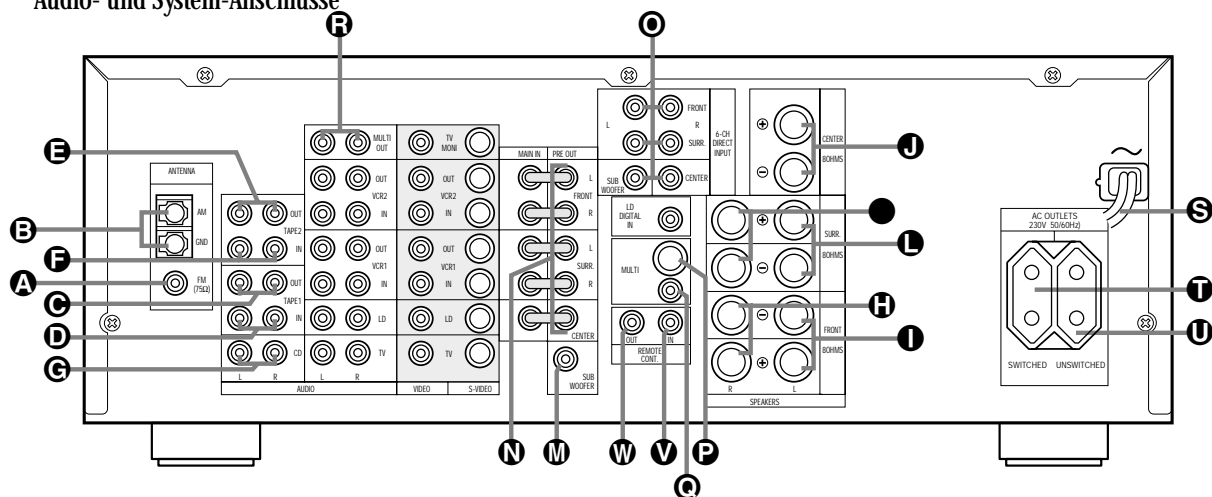 Audio- und System-Anschlüsse
R
O
E
B
F
A
C
D
G
J
L
H
I
S
T
U
N
M
W
V
P
Q
ANTENNA
AM
GND
FM
(75Ω)
OUT
TAPE2
IN
OUT
TAPE1
IN
CD
L R
AUDIO
MULTI
OUT
OUT
VCR2
IN
OUT
VCR1
IN
LD
TV
L R
TV
MONI
OUT
VCR2
IN
OUT
VCR1
IN
LD
TV
VIDEO S-VIDEO
MAIN IN PRE OUT
L
FRONT
R
L
SURR.
R
CENTER
SUB
WOOFER
FRONT
L R
SURR.
SUB
WOOFER
CENTER
6-CH
DIRECT
INPUT
LD
DIGITAL
IN
MULTI
OUT IN
REMOTE
CONT.
+
CENTER
8OHMS
−
+
SURR.
8OHMS
−
−
FRONT
8OHMS
+
R L
SPEAKERS
~
AC OUTLETS
230V 50/60Hz)
SWITCHED UNSWITCHED